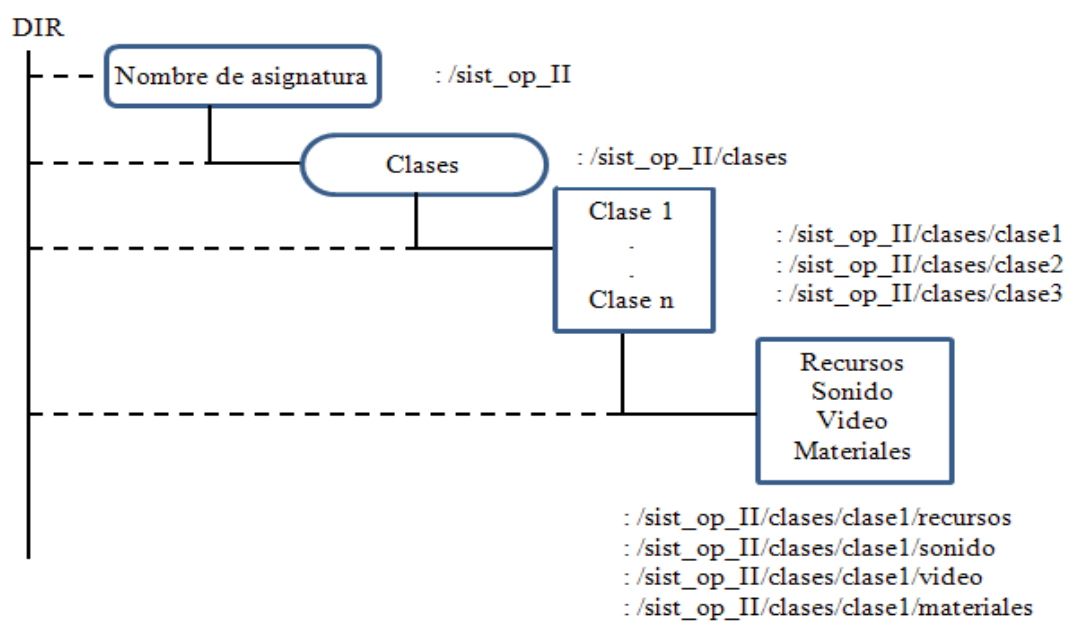 DIR
Nombre de asignatura
: /sist_op_II
Clases
: /sist_op_II/clases
Clase 1
.
.
Clase n
: /sist_op_II/clases/clase1
: /sist_op_II/clases/clase2
: /sist_op_II/clases/clase3
Recursos
Sonido
Video
Materiales
: /sist_op_II/clases/clase1/recursos
: /sist_op_II/clases/clase1/sonido
: /sist_op_II/clases/clase1/video
: /sist_op_II/clases/clase1/materiales